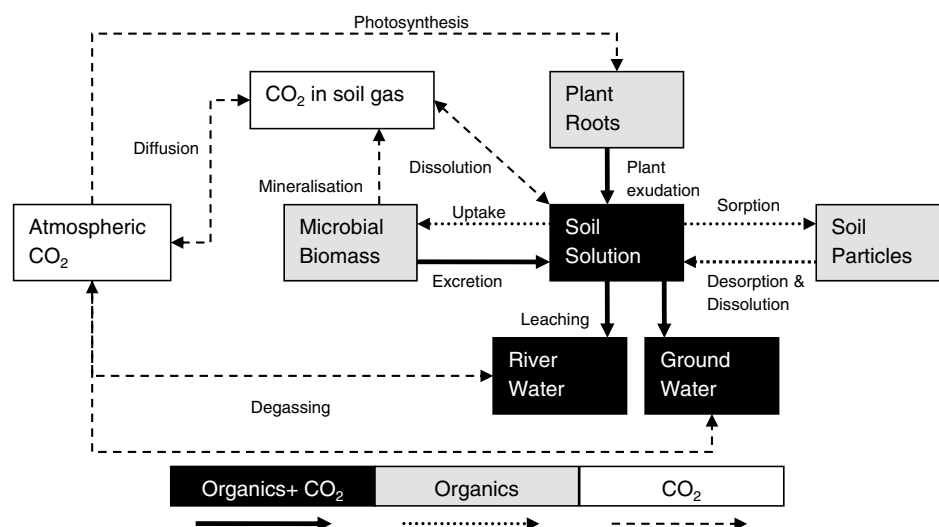 Photosynthesis
CO₂ in soil gas
Plant
Roots
Diffusion
Mineralisation
Dissolution
Plant
exudation
Atmospheric
CO₂
Microbial
Biomass
Uptake
Soil
Solution
Sorption
Soil
Particles
Excretion
Desorption &
Dissolution
Leaching
River
Water
Ground
Water
Degassing
Organics+ CO₂
Organics
CO₂